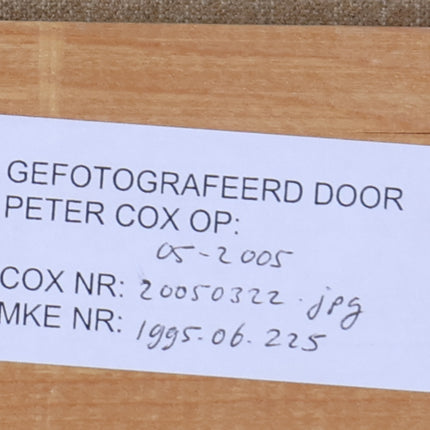 GEFOTOGRAFEERD DOOR
PETER COX OP:
05-2005
COX NR: 20050322.jpg
MKE NR: 1995.06.225